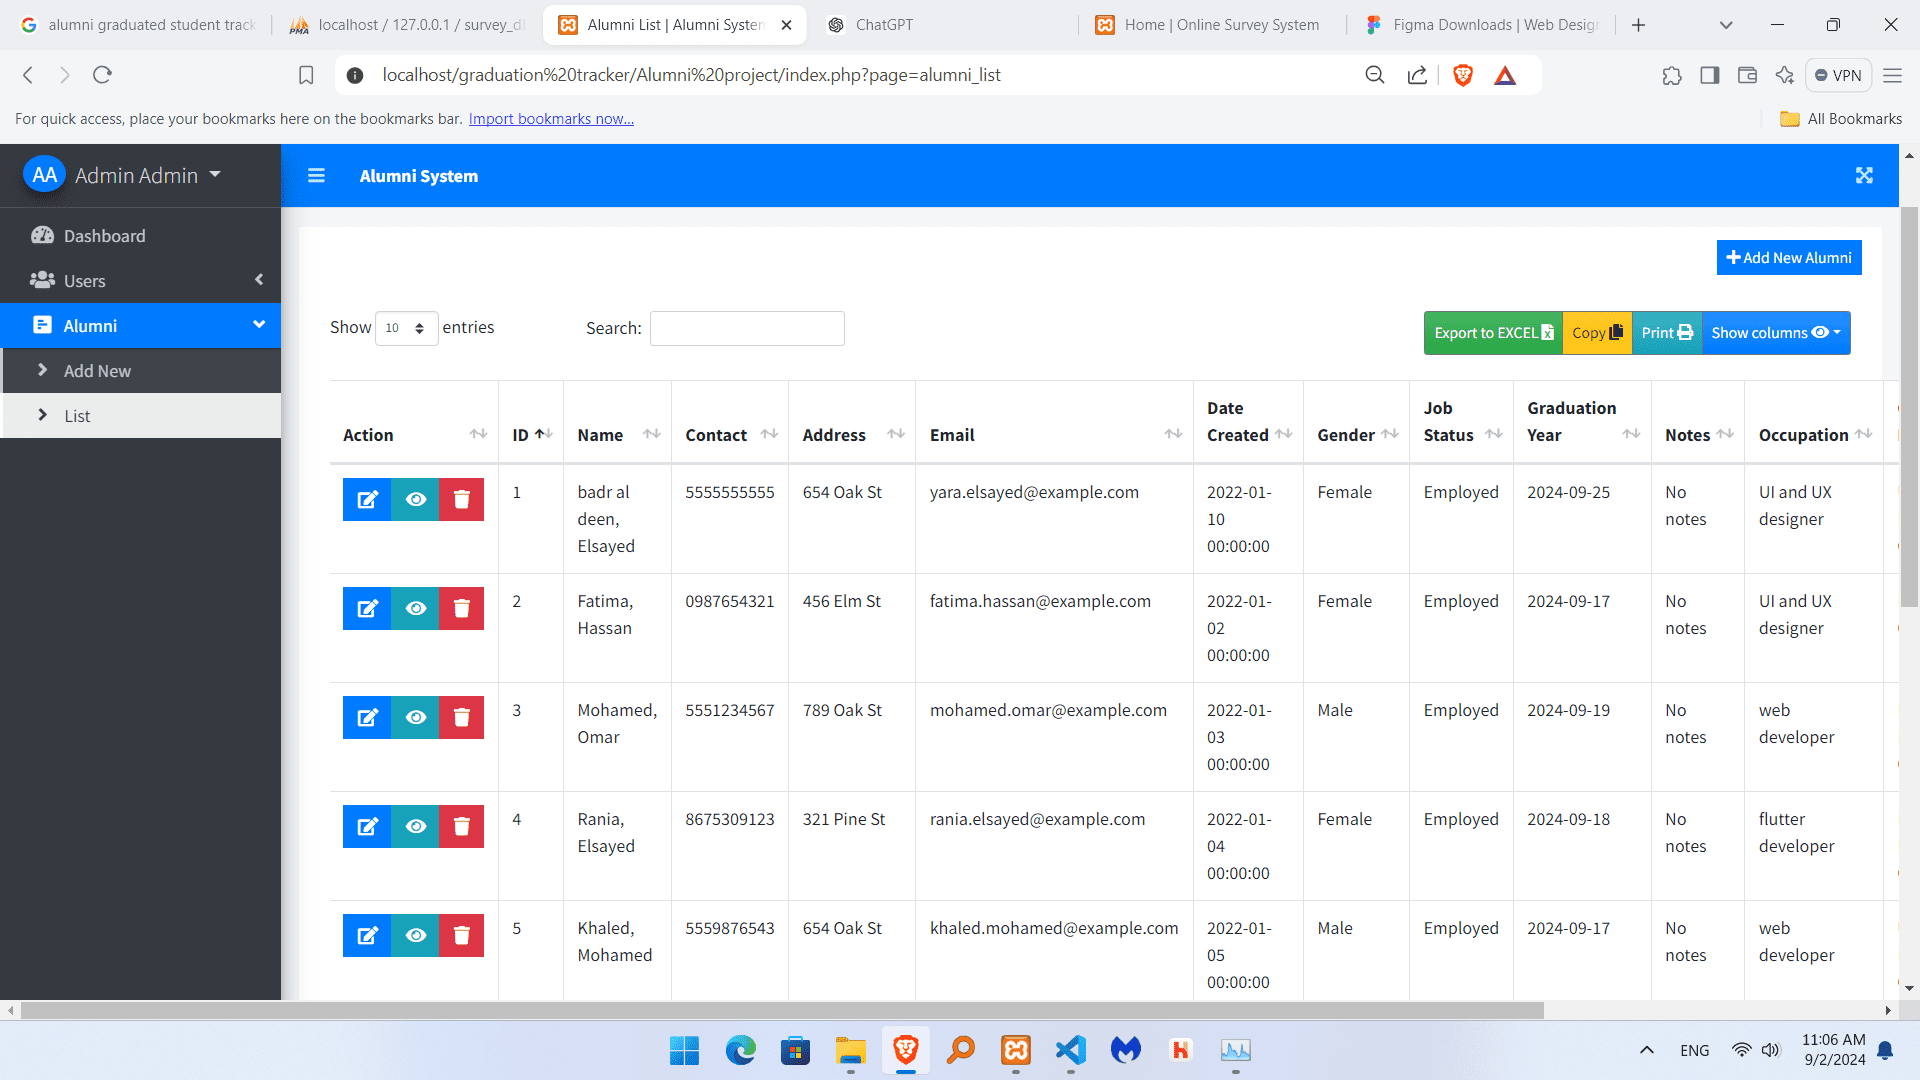 alumni graduated student track
localhost / 127.0.0.1 / survey_d
Alumni List | Alumni System
ChatGPT
Home | Online Survey System
Figma Downloads | Web Desig
localhost/graduation%20tracker/Alumni%20project/index.php?page=alumni_list
VPN
For quick access, place your bookmarks here on the bookmarks bar. Import bookmarks now...
All Bookmarks
AA Admin Admin
Alumni System
Dashboard
Users
Alumni
Add New
List
Add New Alumni
Show 10 entries
Search:
Export to EXCEL Copy Print Show columns
Action ID Name Contact Address Email Date Created Gender Job Status Graduation Year Notes Occupation
1 badr al deen, Elsayed 5555555555 654 Oak St yara.elsayed@example.com 2022-01-10 00:00:00 Female Employed 2024-09-25 No notes UI and UX designer
2 Fatima, Hassan 0987654321 456 Elm St fatima.hassan@example.com 2022-01-02 00:00:00 Female Employed 2024-09-17 No notes UI and UX designer
3 Mohamed, Omar 5551234567 789 Oak St mohamed.omar@example.com 2022-01-03 00:00:00 Male Employed 2024-09-19 No notes web developer
4 Rania, Elsayed 8675309123 321 Pine St rania.elsayed@example.com 2022-01-04 00:00:00 Female Employed 2024-09-18 No notes flutter developer
5 Khaled, Mohamed 5559876543 654 Oak St khaled.mohamed@example.com 2022-01-05 00:00:00 Male Employed 2024-09-17 No notes web developer
ENG
11:06 AM
9/2/2024